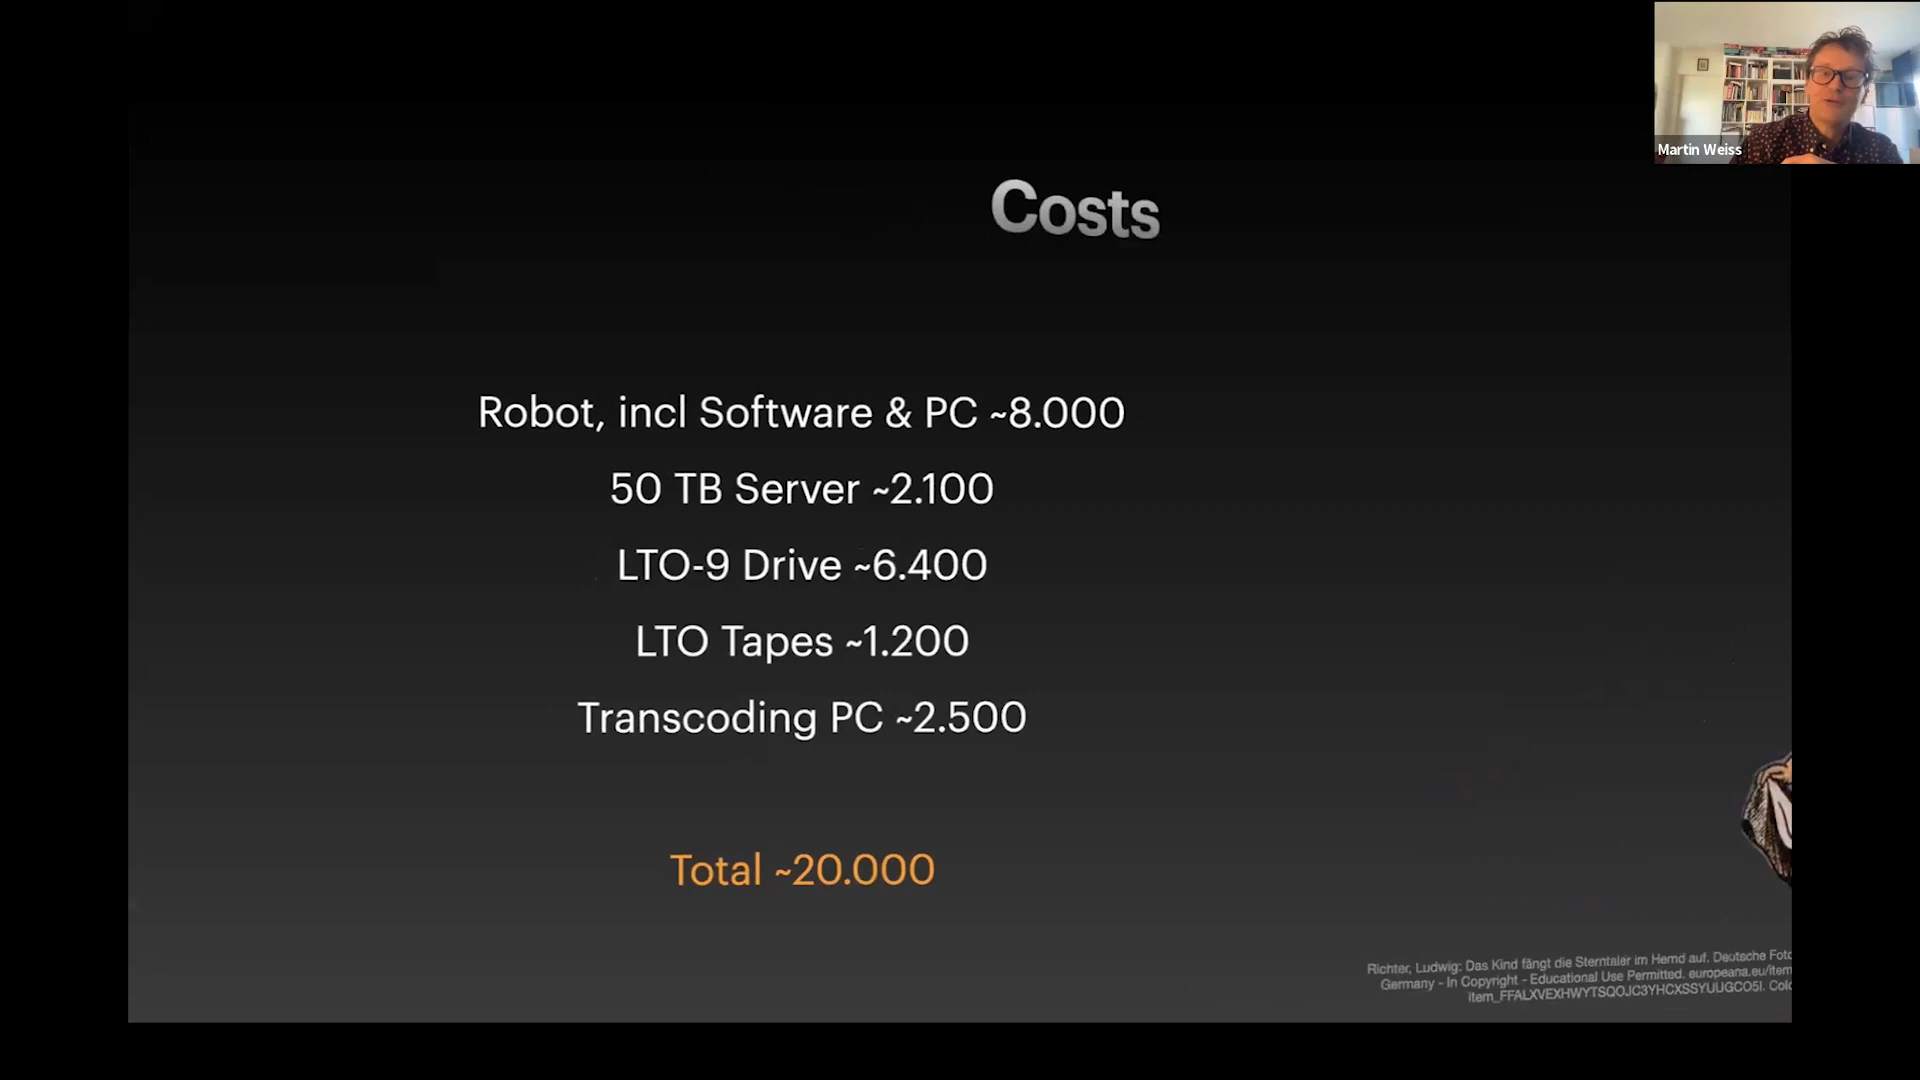 Martin Weiss
Costs
Robot, incl Software & PC ~8.000
50 TB Server ~2.100
LTO-9 Drive ~6.400
LTO Tapes ~1.200
Transcoding PC ~2.500
Total ~20.000
Richter, Ludwig: Das Kind fängt die Sterntaler im Hemd auf. Deutsche Foto
Germany - In Copyright - Educational Use Permitted. europeana.eu/item
item_FFALXVEXHWYTSQOJC3YHCXSSYUUGCO5I. Colo